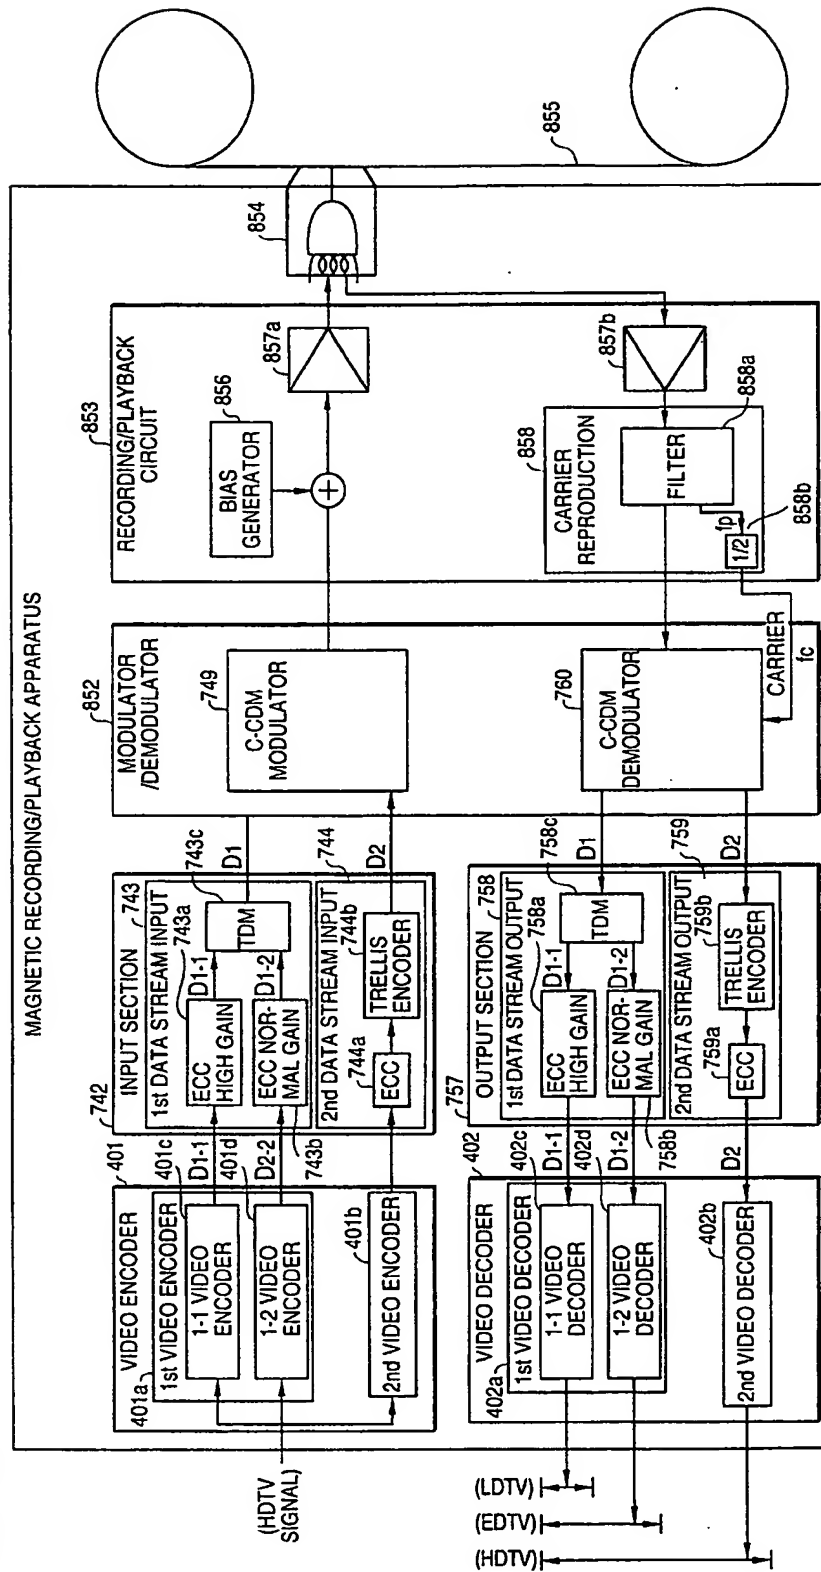 MAGNETIC RECORDING/PLAYBACK APPARATUS
(HDTV
SIGNAL)
401
VIDEO ENCODER
401a
1st VIDEO ENCODER
401c
1-1 VIDEO
ENCODER
401d
1-2 VIDEO
ENCODER
401b
2nd VIDEO ENCODER
D1-1
D2-2
742
INPUT SECTION
743
1st DATA STREAM INPUT
743a
ECC
HIGH GAIN
743b
ECC NOR-
MAL GAIN
D1-1
D1-2
743c
TDM
744
2nd DATA STREAM INPUT
744a
ECC
744b
TRELLIS
ENCODER
D1
D2
852
MODULATOR
/DEMODULATOR
749
C-CDM
MODULATOR
853
RECORDING/PLAYBACK
CIRCUIT
856
BIAS
GENERATOR
+
857a
854
855
857b
858
CARRIER
REPRODUCTION
858a
FILTER
fp
1/2
858b
CARRIER
fc
760
C-CDM
DEMODULATOR
D1
D2
757
OUTPUT SECTION
758
1st DATA STREAM OUTPUT
758a
ECC
HIGH GAIN
758b
ECC NOR-
MAL GAIN
D1-1
D1-2
758c
TDM
759
2nd DATA STREAM OUTPUT
759a
ECC
759b
TRELLIS
ENCODER
D1-1
D1-2
D2
402
VIDEO DECODER
402a
1st VIDEO DECODER
402c
1-1 VIDEO
DECODER
402d
1-2 VIDEO
DECODER
402b
2nd VIDEO DECODER
(LDTV)
(EDTV)
(HDTV)